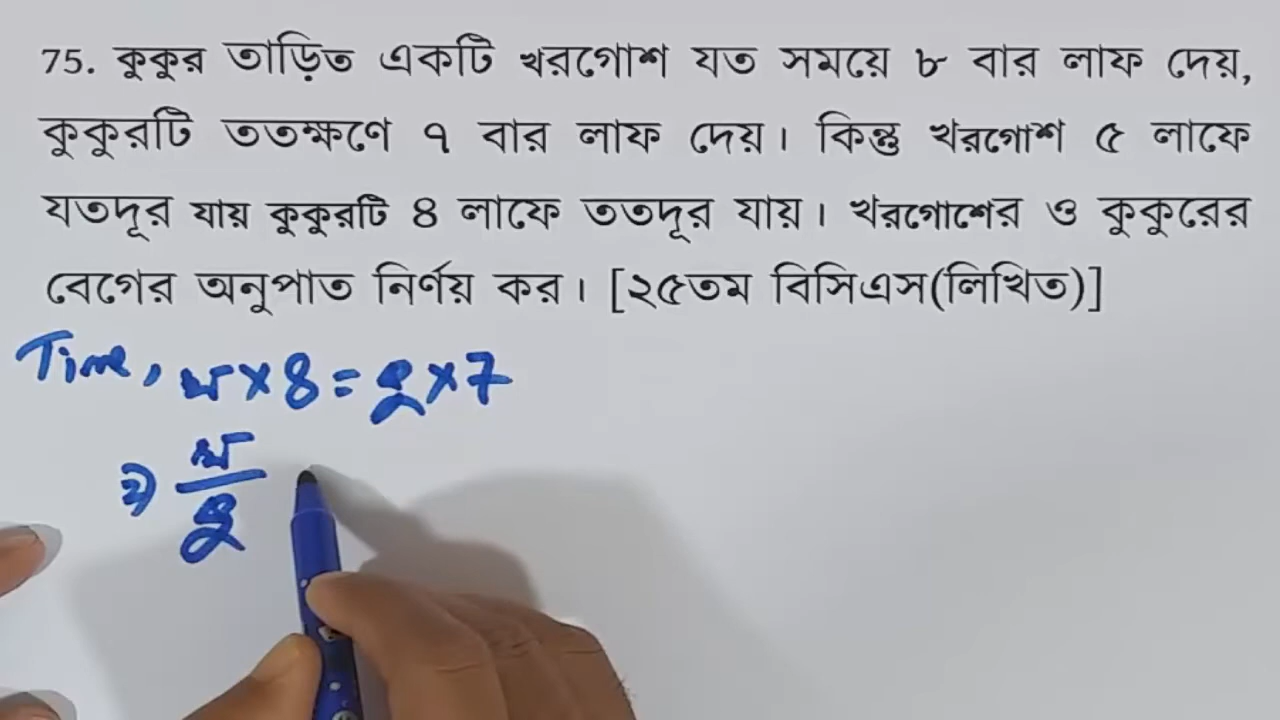 75. কুকুর তাড়িত একটি খরগোশ যত সময়ে ৮ বার লাফ দেয়,
কুকুরটি ততক্ষণে ৭ বার লাফ দেয়। কিন্তু খরগোশ ৫ লাফে
যতদূর যায় কুকুরটি 4 লাফে ততদূর যায়। খরগোশের ও কুকুরের
বেগের অনুপাত নির্ণয় কর। [২৫তম বিসিএস(লিখিত)]
Time, খ×8=কু×7
⇒ খ/কু